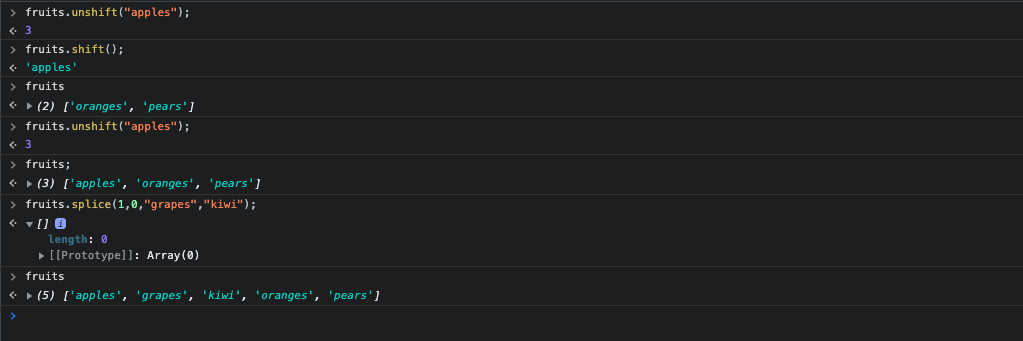 > fruits.unshift("apples");
< 3
> fruits.shift();
< 'apples'
> fruits
< ▶ (2) ['oranges', 'pears']
> fruits.unshift("apples");
< 3
> fruits;
< ▶ (3) ['apples', 'oranges', 'pears']
> fruits.splice(1,0,"grapes","kiwi");
< ▼ [] i
length: 0
▶ [[Prototype]]: Array(0)
> fruits
< ▶ (5) ['apples', 'grapes', 'kiwi', 'oranges', 'pears']
>